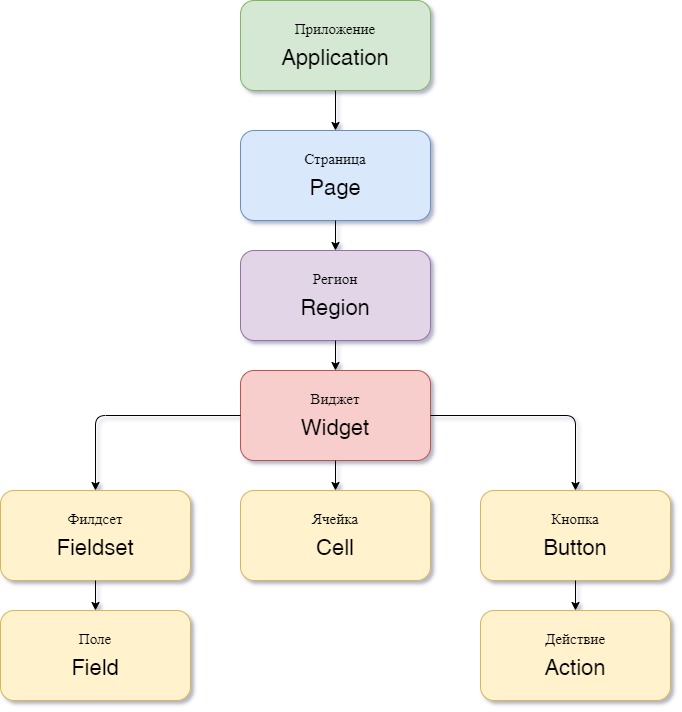 Приложение
Application
Страница
Page
Регион
Region
Виджет
Widget
Филдсет
Fieldset
Ячейка
Cell
Кнопка
Button
Поле
Field
Действие
Action